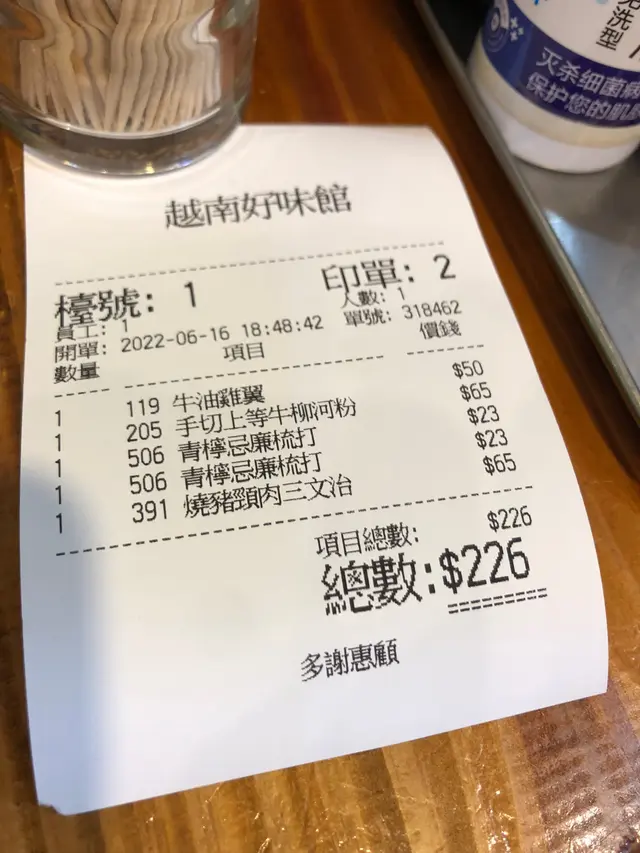 免洗型
灭杀细菌病
保护您的肌肤
越南好味館
檯號: 1
印單: 2
員工: 1
人數: 1
開單: 2022-06-16 18:48:42
單號: 318462
數量 項目 價錢
1 119 牛油雞翼 $50
1 205 手切上等牛柳河粉 $65
1 506 青檸忌廉梳打 $23
1 506 青檸忌廉梳打 $23
1 391 燒豬頸肉三文治 $65
項目總數: $226
總數:$226
多謝惠顧